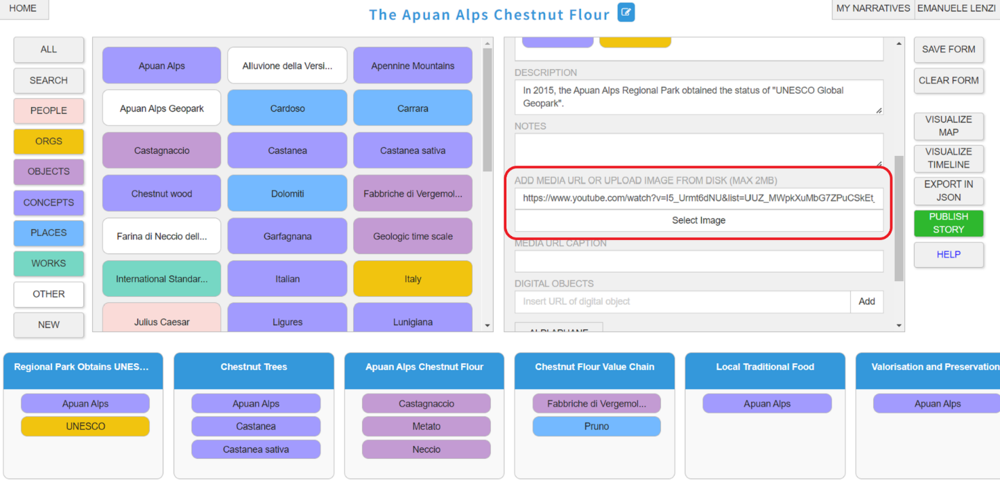 HOME
The Apuan Alps Chestnut Flour
MY NARRATIVES
EMANUELE LENZI
ALL
SEARCH
PEOPLE
ORGS
OBJECTS
CONCEPTS
PLACES
WORKS
OTHER
NEW
Apuan Alps
Alluvione della Versi...
Apennine Mountains
Apuan Alps Geopark
Cardoso
Carrara
Castagnaccio
Castanea
Castanea sativa
Chestnut wood
Dolomiti
Fabbriche di Vergemol...
Farina di Neccio dell...
Garfagnana
Geologic time scale
International Standar...
Italian
Italy
Julius Caesar
Ligures
Lunigiana
DESCRIPTION
In 2015, the Apuan Alps Regional Park obtained the status of "UNESCO Global
Geopark".
NOTES
ADD MEDIA URL OR UPLOAD IMAGE FROM DISK (MAX 2MB)
https://www.youtube.com/watch?v=I5_Urmt6dNU&list=UUZ_MWpkXuMbG7ZPuCSkEt_
Select Image
MEDIA URL CAPTION
DIGITAL OBJECTS
Insert URL of digital object
Add
SAVE FORM
CLEAR FORM
VISUALIZE
MAP
VISUALIZE
TIMELINE
EXPORT IN
JSON
PUBLISH
STORY
HELP
Regional Park Obtains UNES...
Apuan Alps
UNESCO
Chestnut Trees
Apuan Alps
Castanea
Castanea sativa
Apuan Alps Chestnut Flour
Castagnaccio
Metato
Neccio
Chestnut Flour Value Chain
Fabbriche di Vergemol...
Pruno
Local Traditional Food
Apuan Alps
Valorisation and Preservation
Apuan Alps